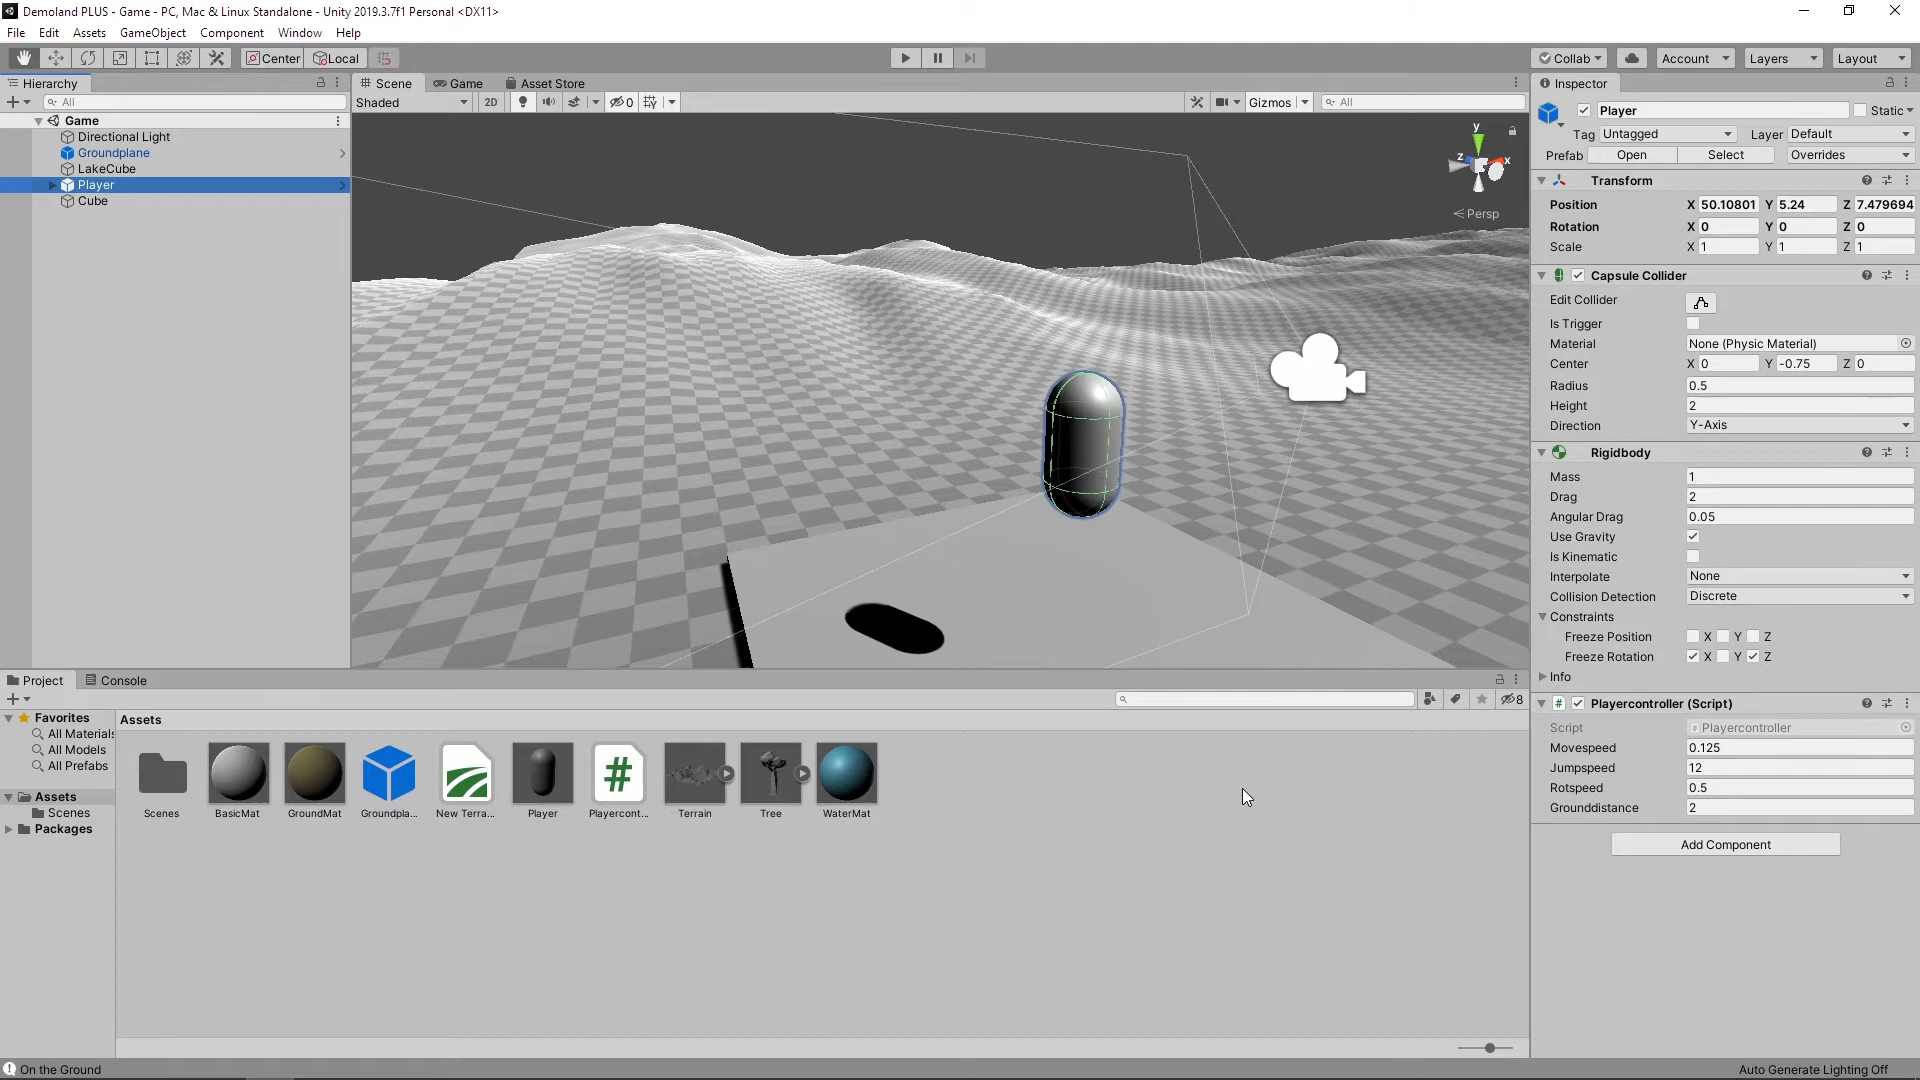 Demoland PLUS - Game - PC, Mac & Linux Standalone - Unity 2019.3.7f1 Personal <DX11>
File Edit Assets GameObject Component Window Help
Center Local
Collab Account Layers Layout
Hierarchy
All
Game
Directional Light
Groundplane
LakeCube
Player
Cube
Scene Game Asset Store
Shaded 2D 0 Gizmos All
y
z x
Persp
Inspector
Player Static
Tag Untagged Layer Default
Prefab Open Select Overrides
Transform
Position X 50.10801 Y 5.24 Z 7.479694
Rotation X 0 Y 0 Z 0
Scale X 1 Y 1 Z 1
Capsule Collider
Edit Collider
Is Trigger
Material None (Physic Material)
Center X 0 Y -0.75 Z 0
Radius 0.5
Height 2
Direction Y-Axis
Rigidbody
Mass 1
Drag 2
Angular Drag 0.05
Use Gravity
Is Kinematic
Interpolate None
Collision Detection Discrete
Constraints
Freeze Position X Y Z
Freeze Rotation X Y Z
Info
Playercontroller (Script)
Script Playercontroller
Movespeed 0.125
Jumpspeed 12
Rotspeed 0.5
Grounddistance 2
Add Component
Project Console
8
Favorites
All Materials
All Models
All Prefabs
Assets
Scenes
Packages
Assets
Scenes BasicMat GroundMat Groundpla... New Terra... Player Playercont... Terrain Tree WaterMat
On the Ground
Auto Generate Lighting Off